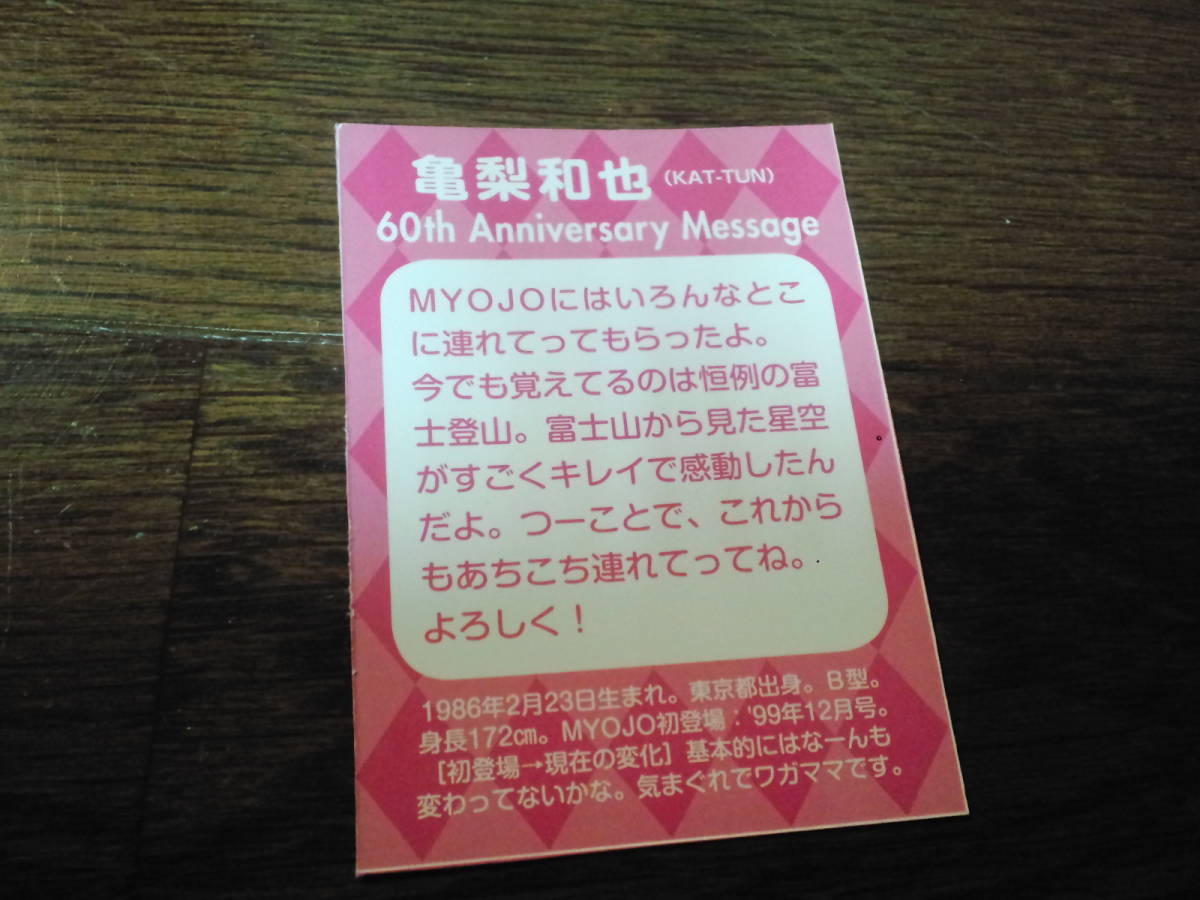 亀梨和也（KAT-TUN）
60th Anniversary Message
MYOJOにはいろんなとこ
に連れてってもらったよ。
今でも覚えてるのは恒例の富
士登山。富士山から見た星空
がすごくキレイで感動したん
だよ。つーことで、これから
もあちこち連れてってね。
よろしく！
1986年2月23日生まれ。東京都出身。B型。
身長172㎝。MYOJO初登場：'99年12月号。
［初登場→現在の変化］基本的にはなーんも
変わってないかな。気まぐれでワガママです。